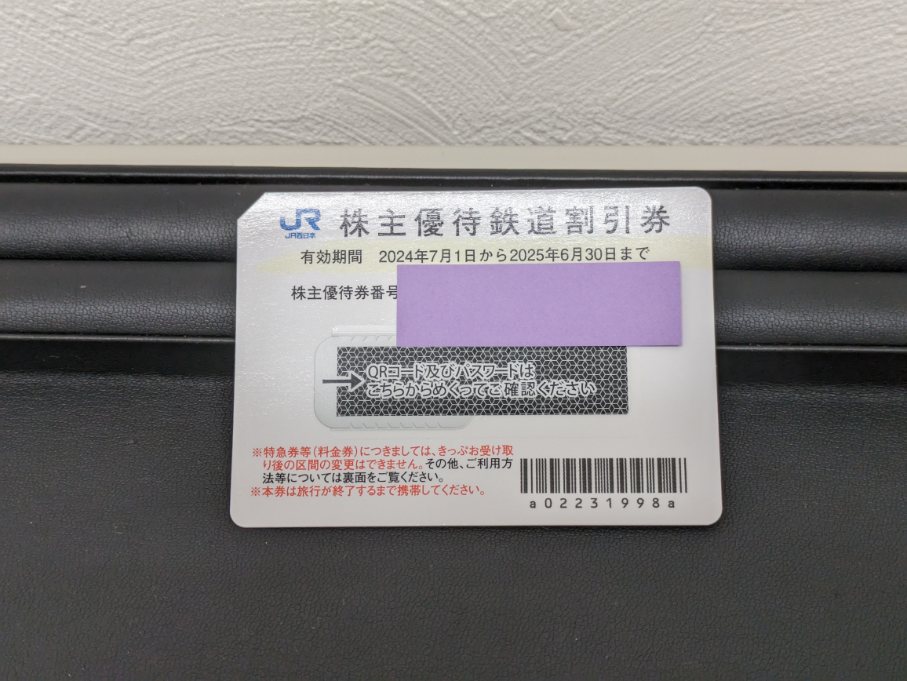 JR
JR西日本
株主優待鉄道割引券
有効期間 2024年7月1日から2025年6月30日まで
株主優待券番号
QRコード及びパスワードは
こちらからめくってご確認ください
※特急券等(料金券)につきましては、きっぷお受け取
り後の区間の変更はできません。その他、ご利用方
法等については裏面をご覧ください。
※本券は旅行が終了するまで携帯してください。
a02231998a